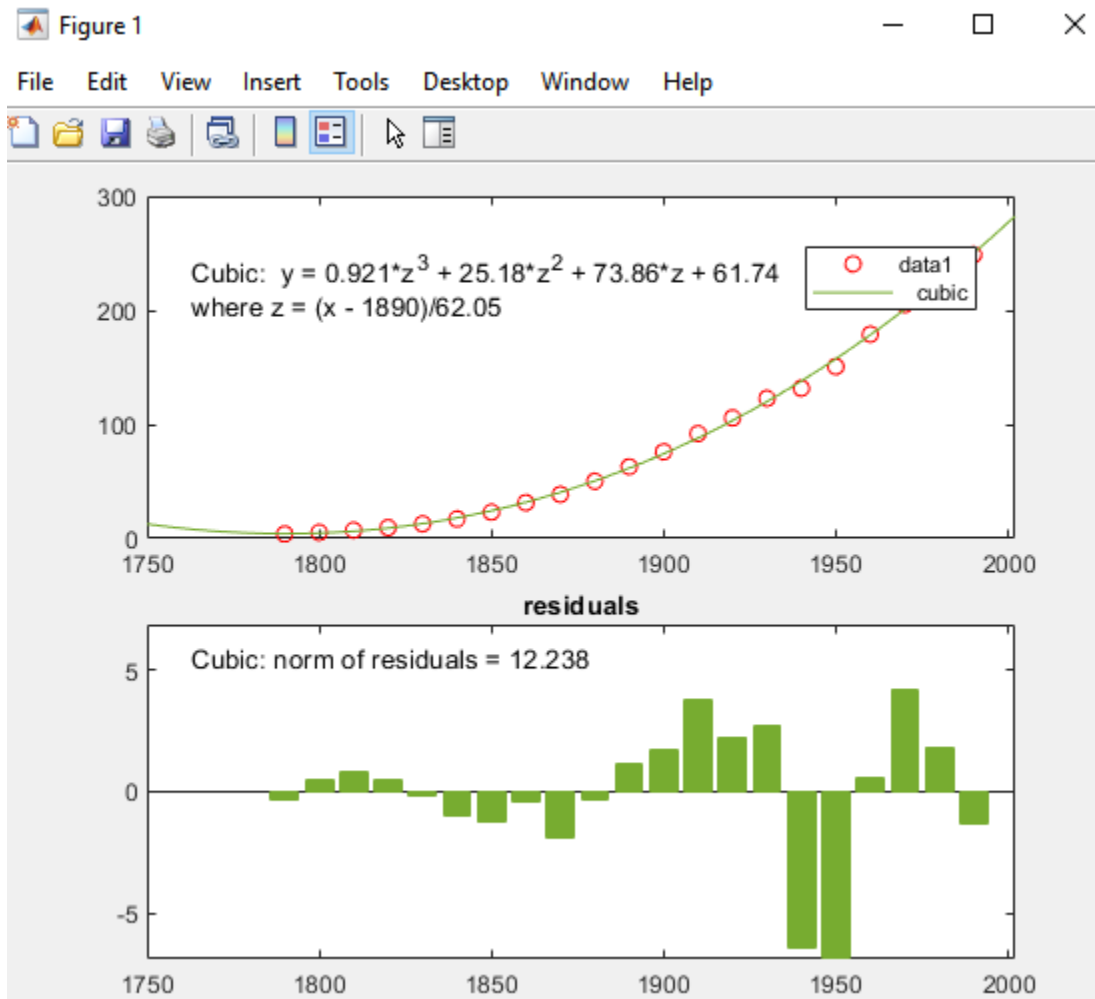 Figure 1
File Edit View Insert Tools Desktop Window Help
300
200
100
0
Cubic: y = 0.921*z^3 + 25.18*z^2 + 73.86*z + 61.74
where z = (x - 1890)/62.05
data1
cubic
1750 1800 1850 1900 1950 2000
residuals
Cubic: norm of residuals = 12.238
5
0
-5
1750 1800 1850 1900 1950 2000